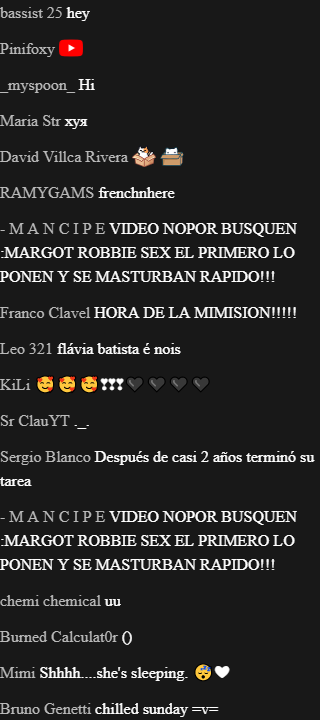 bassist 25 hey
Pinifoxy
_myspoon_ Hi
Maria Str хуя
David Villca Rivera
RAMYGAMS frenchnhere
- M A N C I P E VIDEO NOPOR BUSQUEN
:MARGOT ROBBIE SEX EL PRIMERO LO
PONEN Y SE MASTURBAN RAPIDO!!!
Franco Clavel HORA DE LA MIMISION!!!!!
Leo 321 flávia batista é nois
KiLi 🥰🥰🥰❣❣❣🖤🖤🖤🖤
Sr ClauYT ._.
Sergio Blanco Después de casi 2 años terminó su
tarea
- M A N C I P E VIDEO NOPOR BUSQUEN
:MARGOT ROBBIE SEX EL PRIMERO LO
PONEN Y SE MASTURBAN RAPIDO!!!
chemi chemical uu
Burned Calculat0r ()
Mimi Shhhh....she's sleeping. 😴🤍
Bruno Genetti chilled sunday =v=